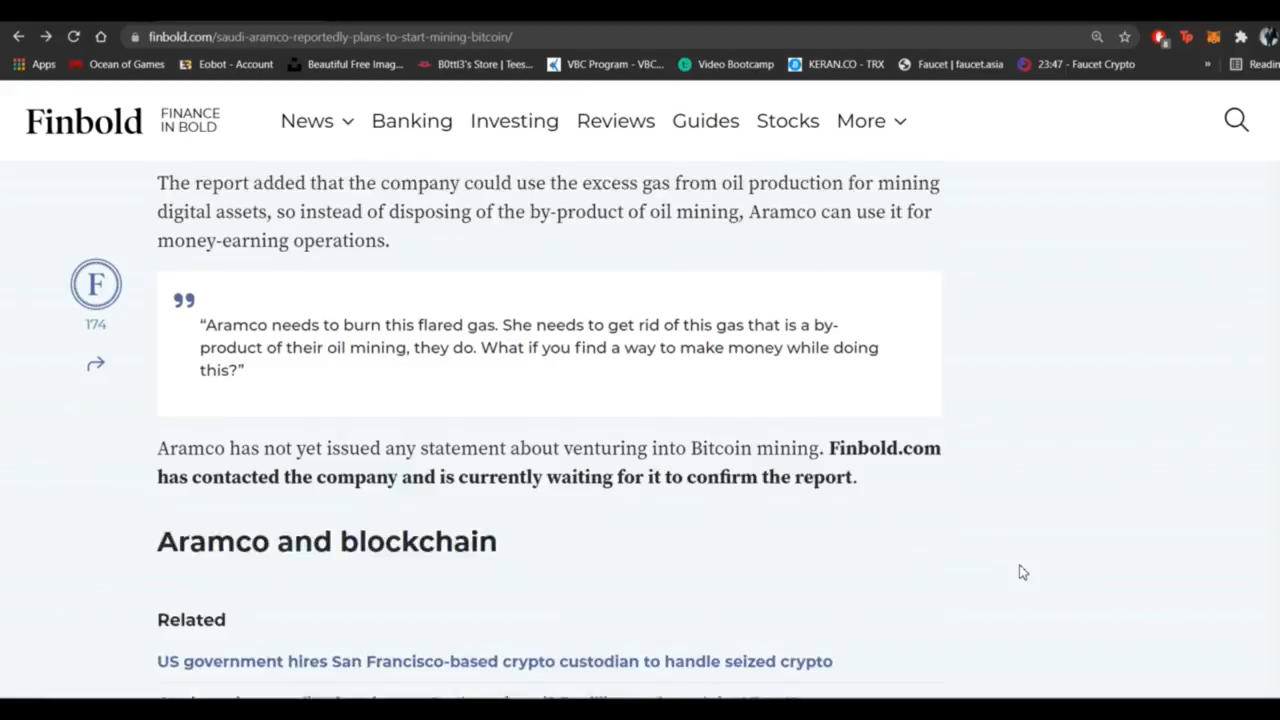 finbold.com/saudi-aramco-reportedly-plans-to-start-mining-bitcoin/
Apps Ocean of Games Eobot - Account Beautiful Free Imag... B0ttl3's Store | Tees... VBC Program - VBC... Video Bootcamp KERAN.CO - TRX Faucet | faucet.asia 23:47 - Faucet Crypto » Readin
Finbold FINANCE
IN BOLD
News Banking Investing Reviews Guides Stocks More
The report added that the company could use the excess gas from oil production for mining
digital assets, so instead of disposing of the by-product of oil mining, Aramco can use it for
money-earning operations.
F
174
“Aramco needs to burn this flared gas. She needs to get rid of this gas that is a by-
product of their oil mining, they do. What if you find a way to make money while doing
this?”
Aramco has not yet issued any statement about venturing into Bitcoin mining. Finbold.com
has contacted the company and is currently waiting for it to confirm the report.
Aramco and blockchain
Related
US government hires San Francisco-based crypto custodian to handle seized crypto